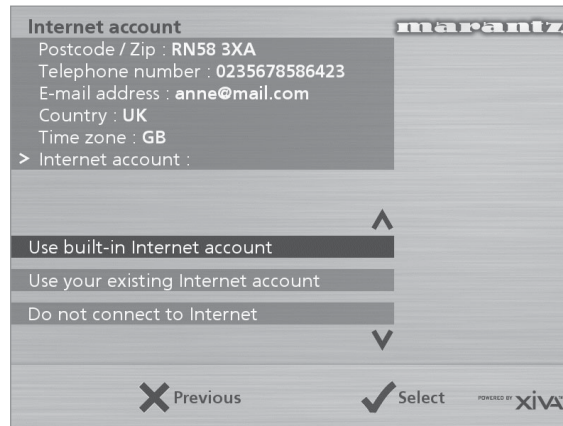 Internet account
marantz
Postcode / Zip : RN58 3XA
Telephone number : 0235678586423
E-mail address : anne@mail.com
Country : UK
Time zone : GB
> Internet account :
Use built-in Internet account
Use your existing Internet account
Do not connect to Internet
Previous
Select
POWERED BY XiVA